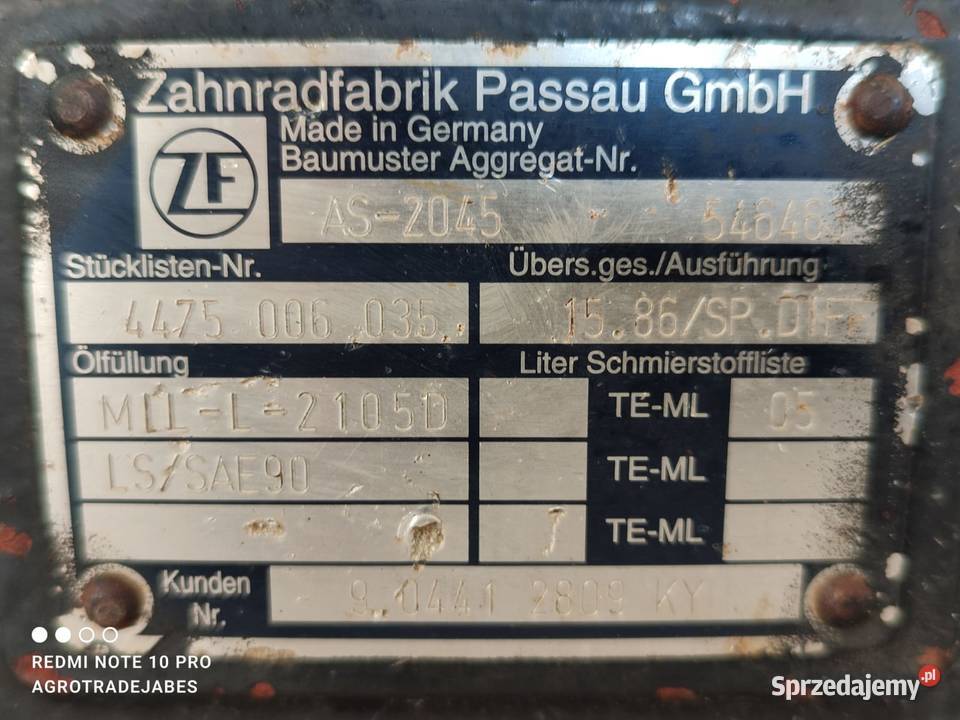 Zahnradfabrik Passau GmbH
ZF
Made in Germany
Baumuster Aggregat-Nr.
AS-2045
Stücklisten-Nr. Übers.ges./Ausführung
4475 006 035 15.86/SP.DIFF
Ölfüllung Liter Schmierstoffliste
MIL-L-2105D TE-ML 05
LS/SAE90 TE-ML
TE-ML
Kunden
Nr. 9 0441 2809 KY
REDMI NOTE 10 PRO
AGROTRADEJABES
Sprzedajemy.pl